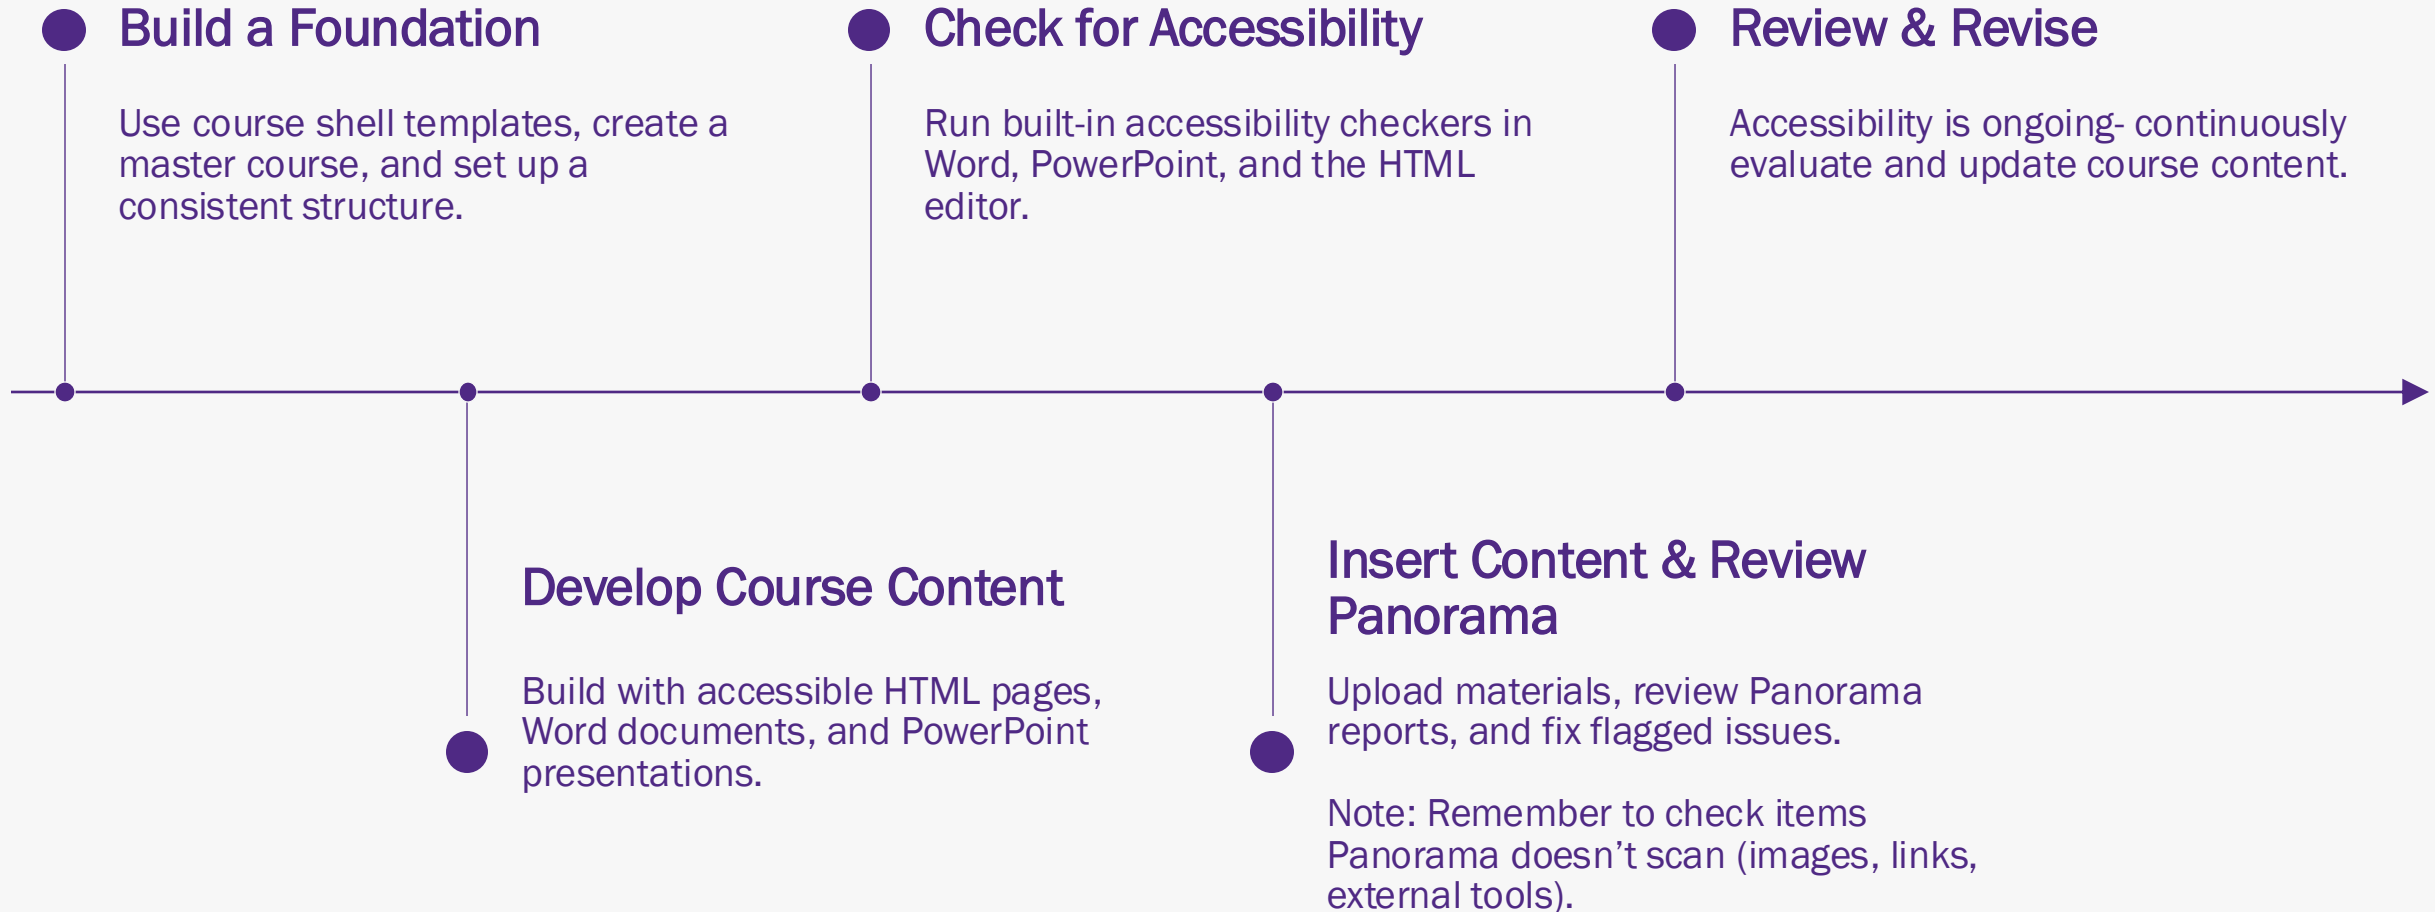 Build a Foundation
Use course shell templates, create a
master course, and set up a
consistent structure.
Develop Course Content
Build with accessible HTML pages,
Word documents, and PowerPoint
presentations.
Check for Accessibility
Run built-in accessibility checkers in
Word, PowerPoint, and the HTML
editor.
Insert Content & Review
Panorama
Upload materials, review Panorama
reports, and fix flagged issues.
Note: Remember to check items
Panorama doesn’t scan (images, links,
external tools).
Review & Revise
Accessibility is ongoing- continuously
evaluate and update course content.